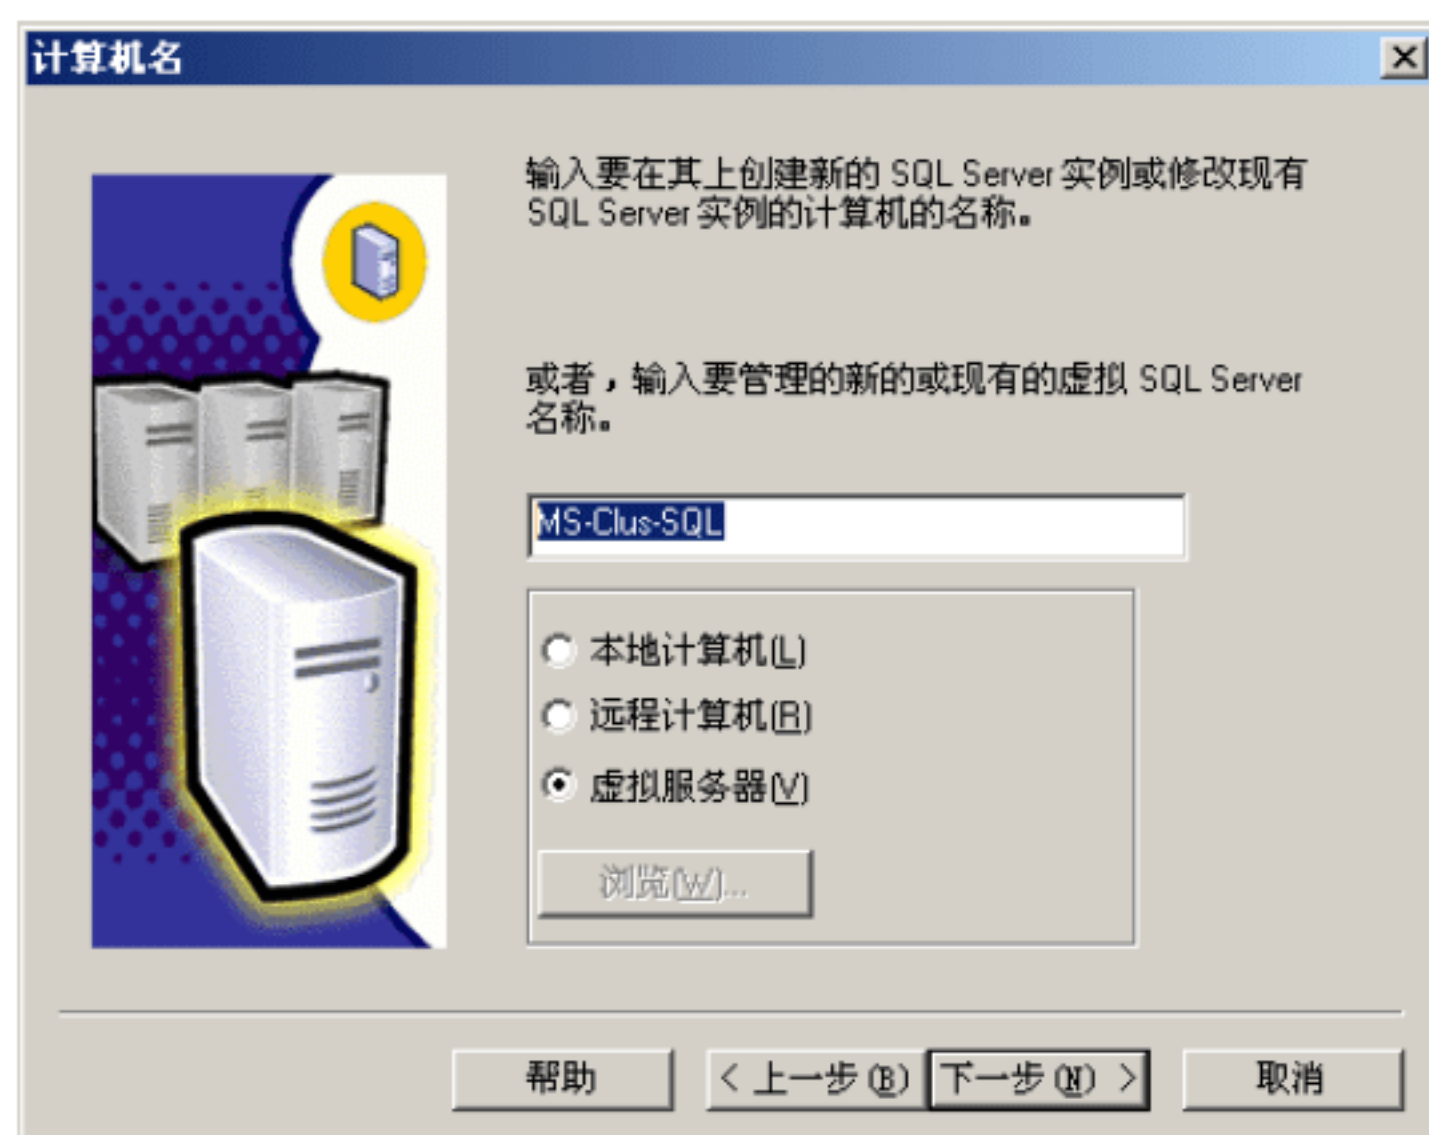 计算机名
输入要在其上创建新的 SQL Server 实例或修改现有
SQL Server 实例的计算机的名称。
或者，输入要管理的新的或现有的虚拟 SQL Server
名称。
MS-Clus-SQL
本地计算机(L)
远程计算机(R)
虚拟服务器(V)
浏览(W)...
帮助 < 上一步(B) 下一步(N) > 取消